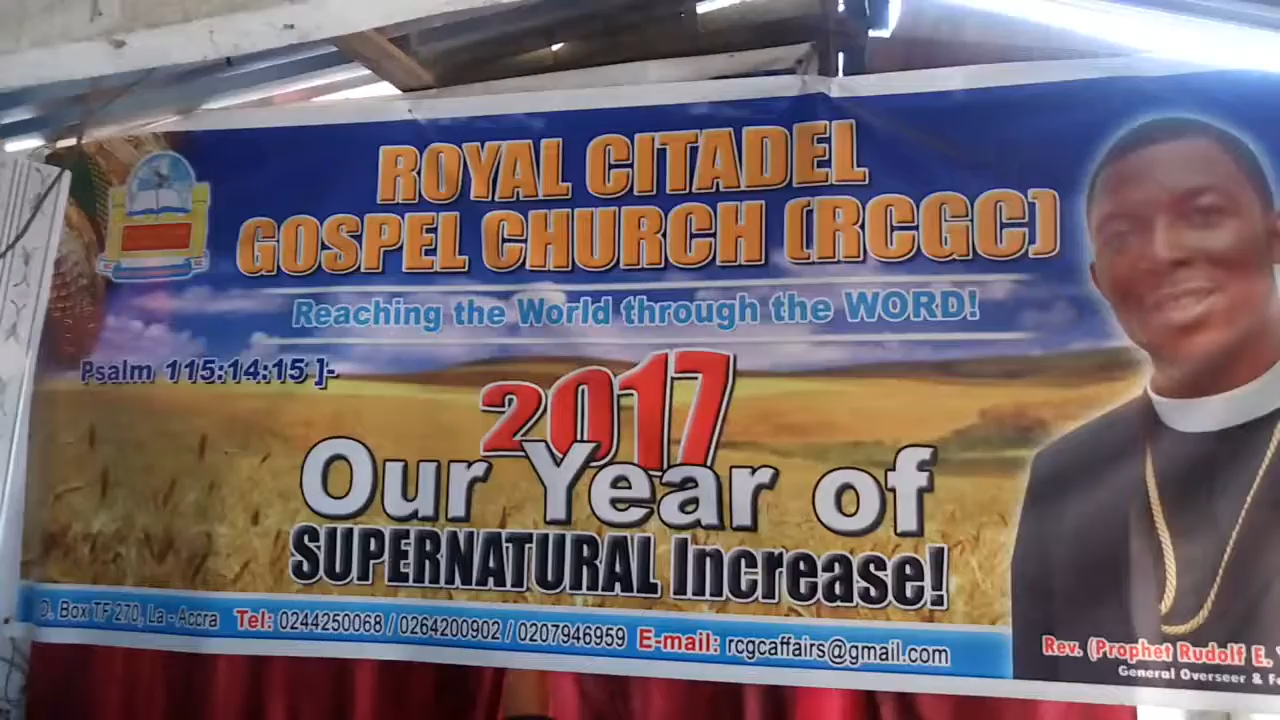 ROYAL CITADEL
GOSPEL CHURCH (RCGC)
Reaching the World through the WORD!
Psalm 115:14:15 ]-
2017
Our Year of
SUPERNATURAL Increase!
O. Box TF 270, La - Accra Tel: 0244250068 / 0264200902 / 0207946959 E-mail: rcgcaffairs@gmail.com
Rev. (Prophet Rudolf E.
General Overseer &